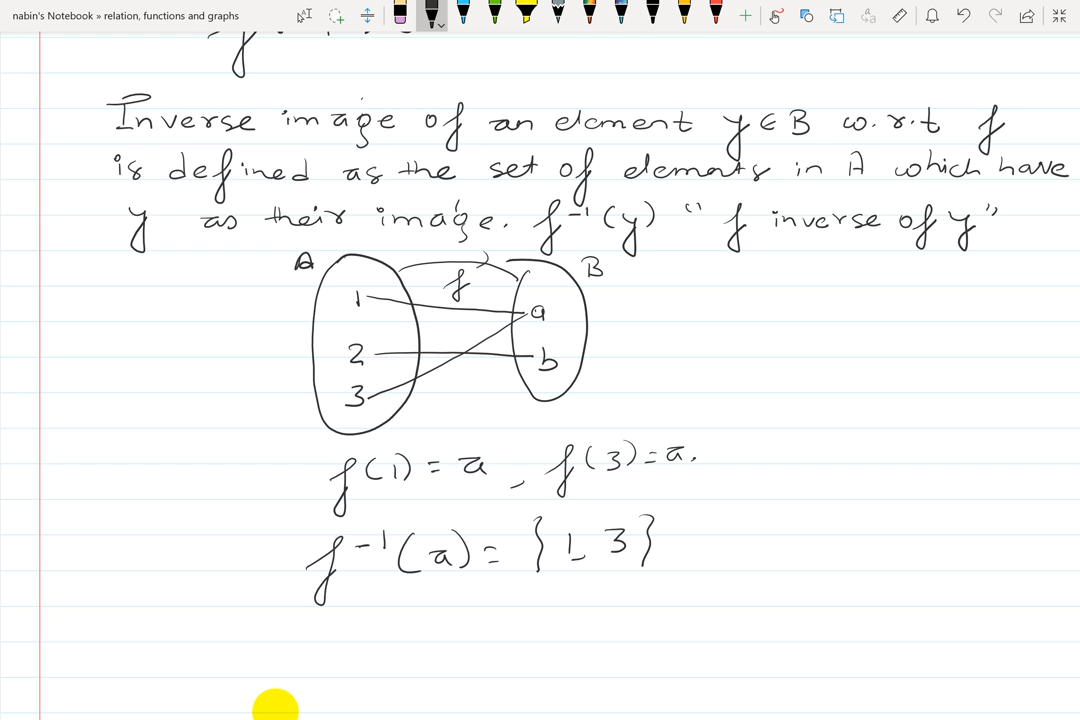 nabin's Notebook » relation, functions and graphs
Inverse image of an element y ∈ B w.r.t f
is defined as the set of elements in A which have
y as their image. f⁻¹(y) "f inverse of y"
A f B
1 a
2 b
3
f(1) = a, f(3) = a.
f⁻¹(a) = {1, 3}